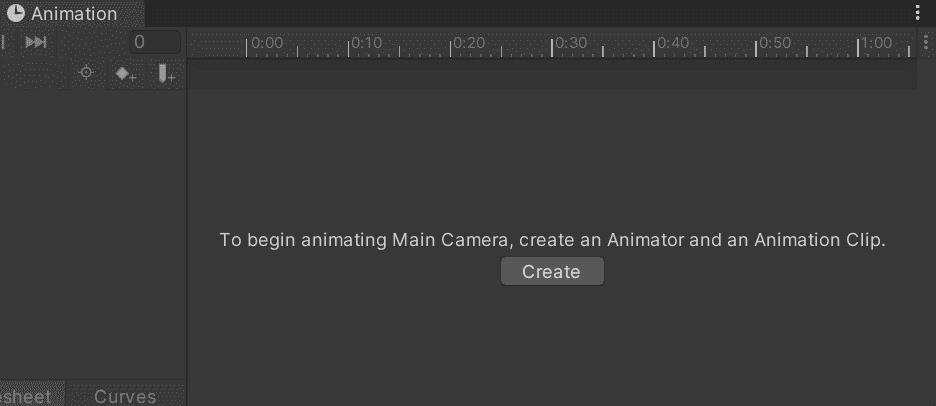 Animation
0
0:00 0:10 0:20 0:30 0:40 0:50 1:00
To begin animating Main Camera, create an Animator and an Animation Clip.
Create
esheet Curves